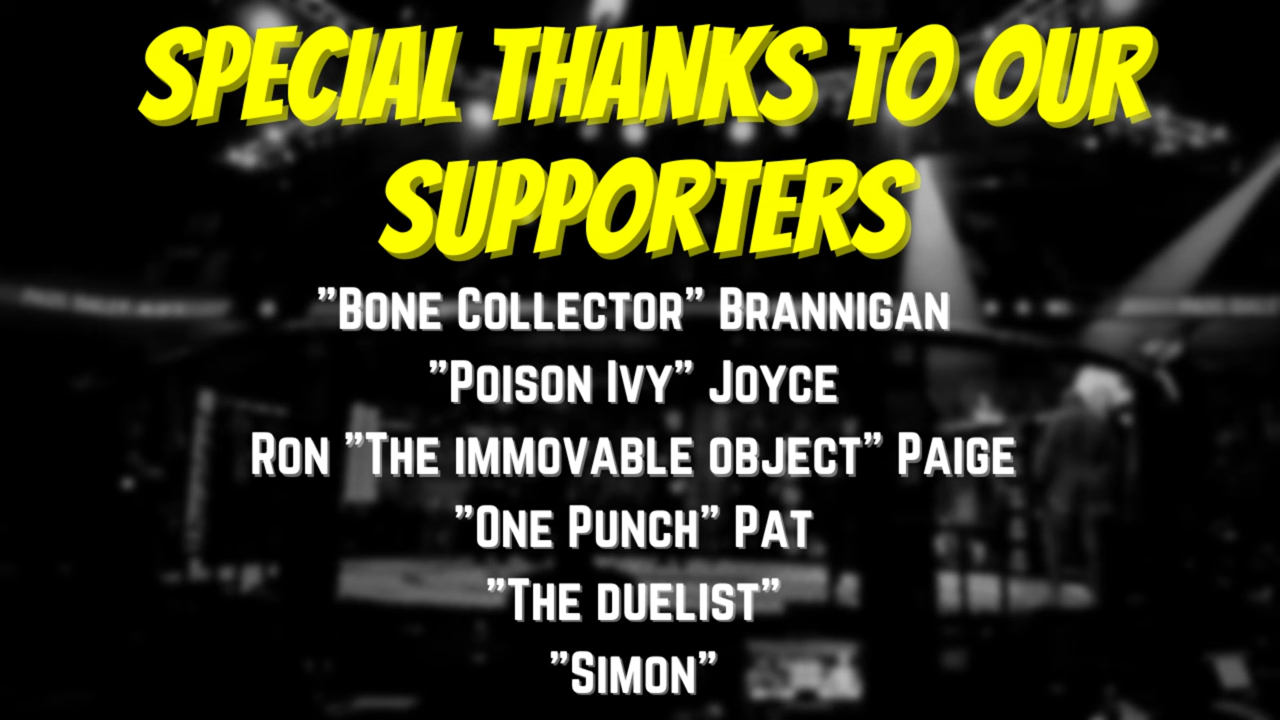 SPECIAL THANKS TO OUR
SUPPORTERS
"BONE COLLECTOR" BRANNIGAN
"POISON IVY" JOYCE
RON "THE IMMOVABLE OBJECT" PAIGE
"ONE PUNCH" PAT
"THE DUELIST"
"SIMON"